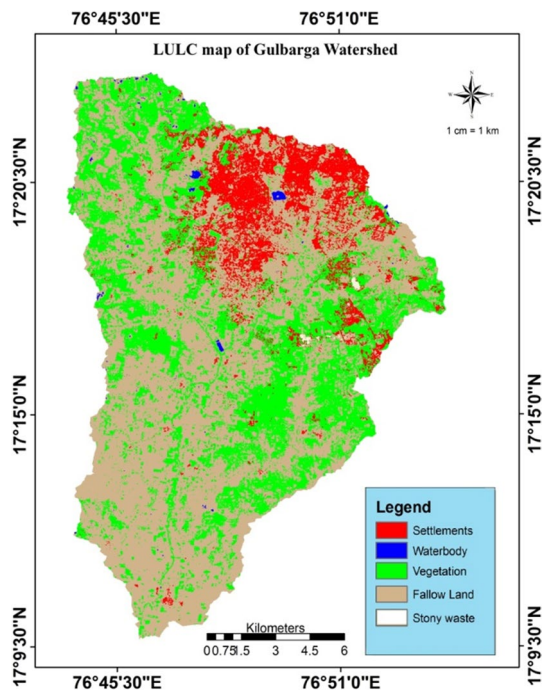 76°45'30"E 76°51'0"E
LULC map of Gulbarga Watershed
N
W E
S
1 cm = 1 km
17°20'30"N 17°20'30"N
17°15'0"N 17°15'0"N
Legend
Settlements
Waterbody
Vegetation
Fallow Land
Stony waste
Kilometers
0 0.75 1.5 3 4.5 6
17°9'30"N 17°9'30"N
76°45'30"E 76°51'0"E